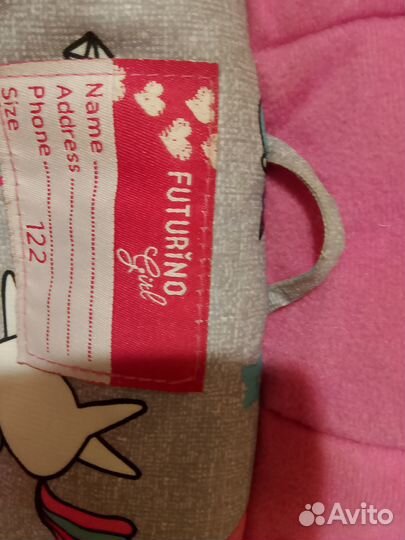 FUTURINO
Girl
Name
Address
Phone
Size 122
Avito